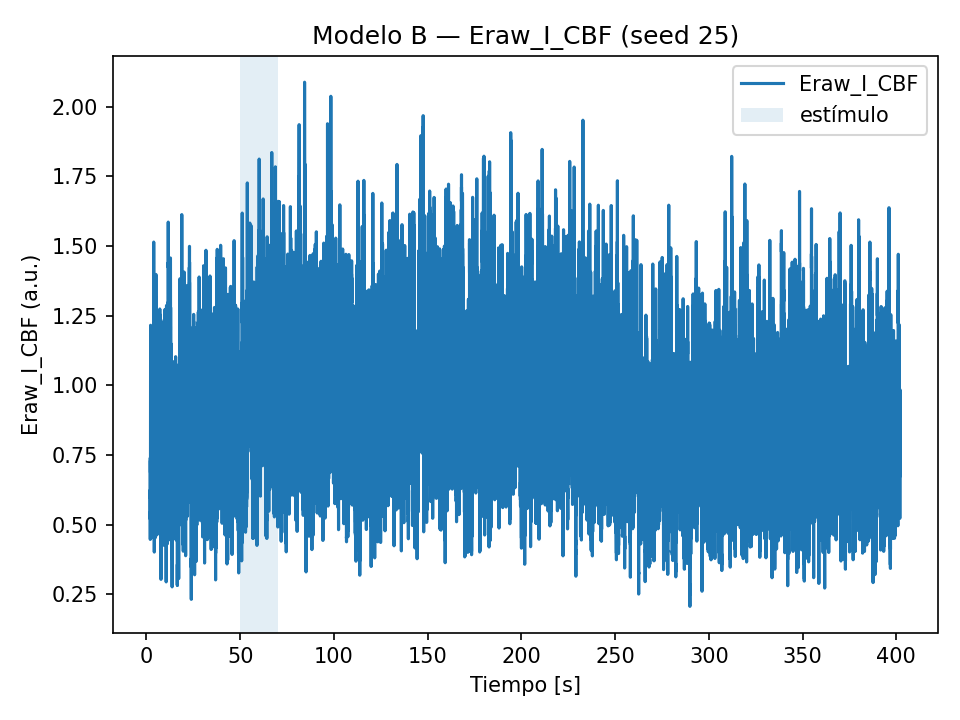 Modelo B — Eraw_I_CBF (seed 25)
Eraw_I_CBF
estímulo
Eraw_I_CBF (a.u.)
2.00
1.75
1.50
1.25
1.00
0.75
0.50
0.25
0 50 100 150 200 250 300 350 400
Tiempo [s]